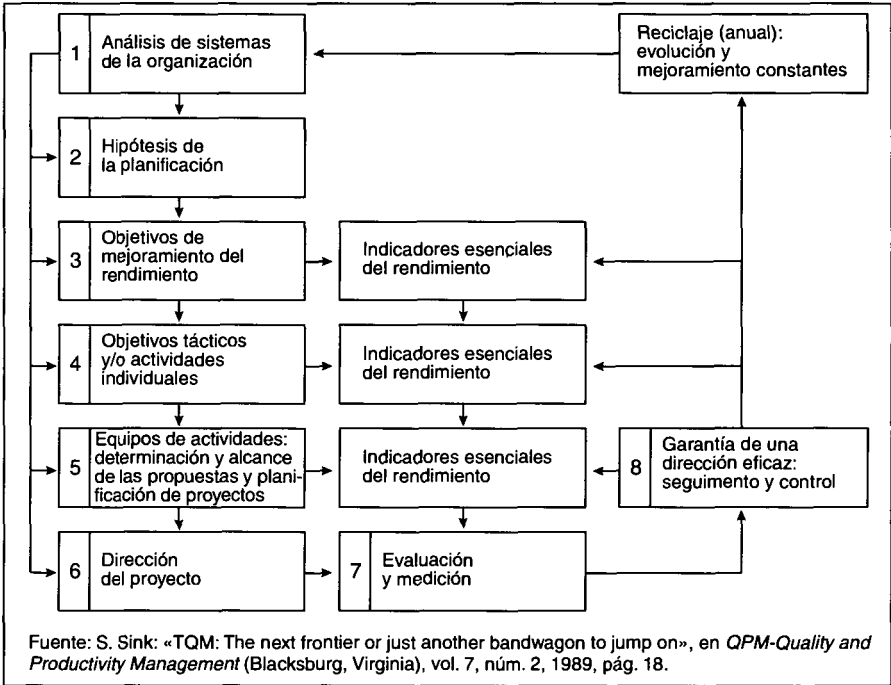 1
Análisis de sistemas
de la organización
Reciclaje (anual):
evolución y
mejoramiento constantes
2
Hipótesis de
la planificación
3
Objetivos de
mejoramiento del
rendimiento
Indicadores esenciales
del rendimiento
4
Objetivos tácticos
y/o actividades
individuales
Indicadores esenciales
del rendimiento
5
Equipos de actividades:
determinación y alcance
de las propuestas y plani-
ficación de proyectos
Indicadores esenciales
del rendimiento
8
Garantía de una
dirección eficaz:
seguimento y control
6
Dirección
del proyecto
7
Evaluación
y medición
Fuente: S. Sink: «TQM: The next frontier or just another bandwagon to jump on», en QPM-Quality and
Productivity Management (Blacksburg, Virginia), vol. 7, núm. 2, 1989, pág. 18.